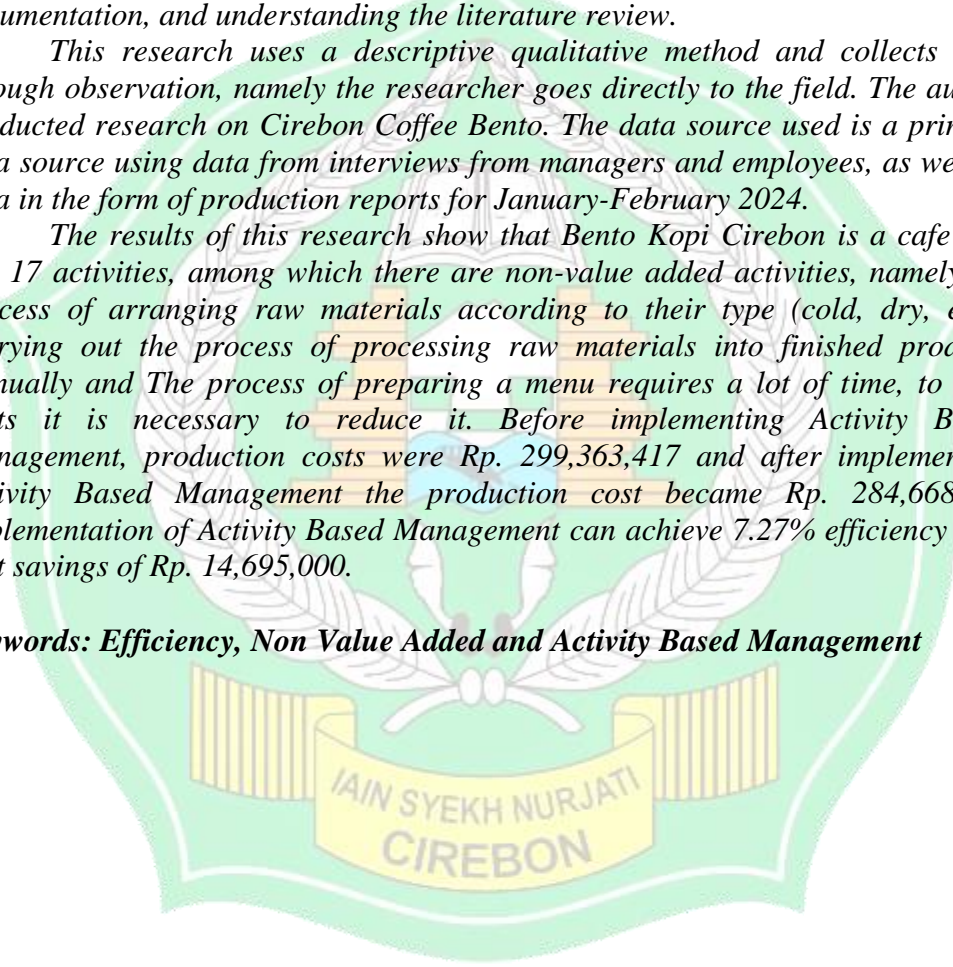 umentation, and understanding the literature review.
This research uses a descriptive qualitative method and collects
ough observation, namely the researcher goes directly to the field. The au
ducted research on Cirebon Coffee Bento. The data source used is a prin
a source using data from interviews from managers and employees, as we
a in the form of production reports for January-February 2024.
The results of this research show that Bento Kopi Cirebon is a cafe
17 activities, among which there are non-value added activities, namely
cess of arranging raw materials according to their type (cold, dry, e
rying out the process of processing raw materials into finished prod
nually and The process of preparing a menu requires a lot of time, to
ts it is necessary to reduce it. Before implementing Activity B
nagement, production costs were Rp. 299,363,417 and after implemen
ivity Based Management the production cost became Rp. 284,668
plementation of Activity Based Management can achieve 7.27% efficiency
t savings of Rp. 14,695,000.
words: Efficiency, Non Value Added and Activity Based Management
IAIN SYEKH NURJATI
CIREBON